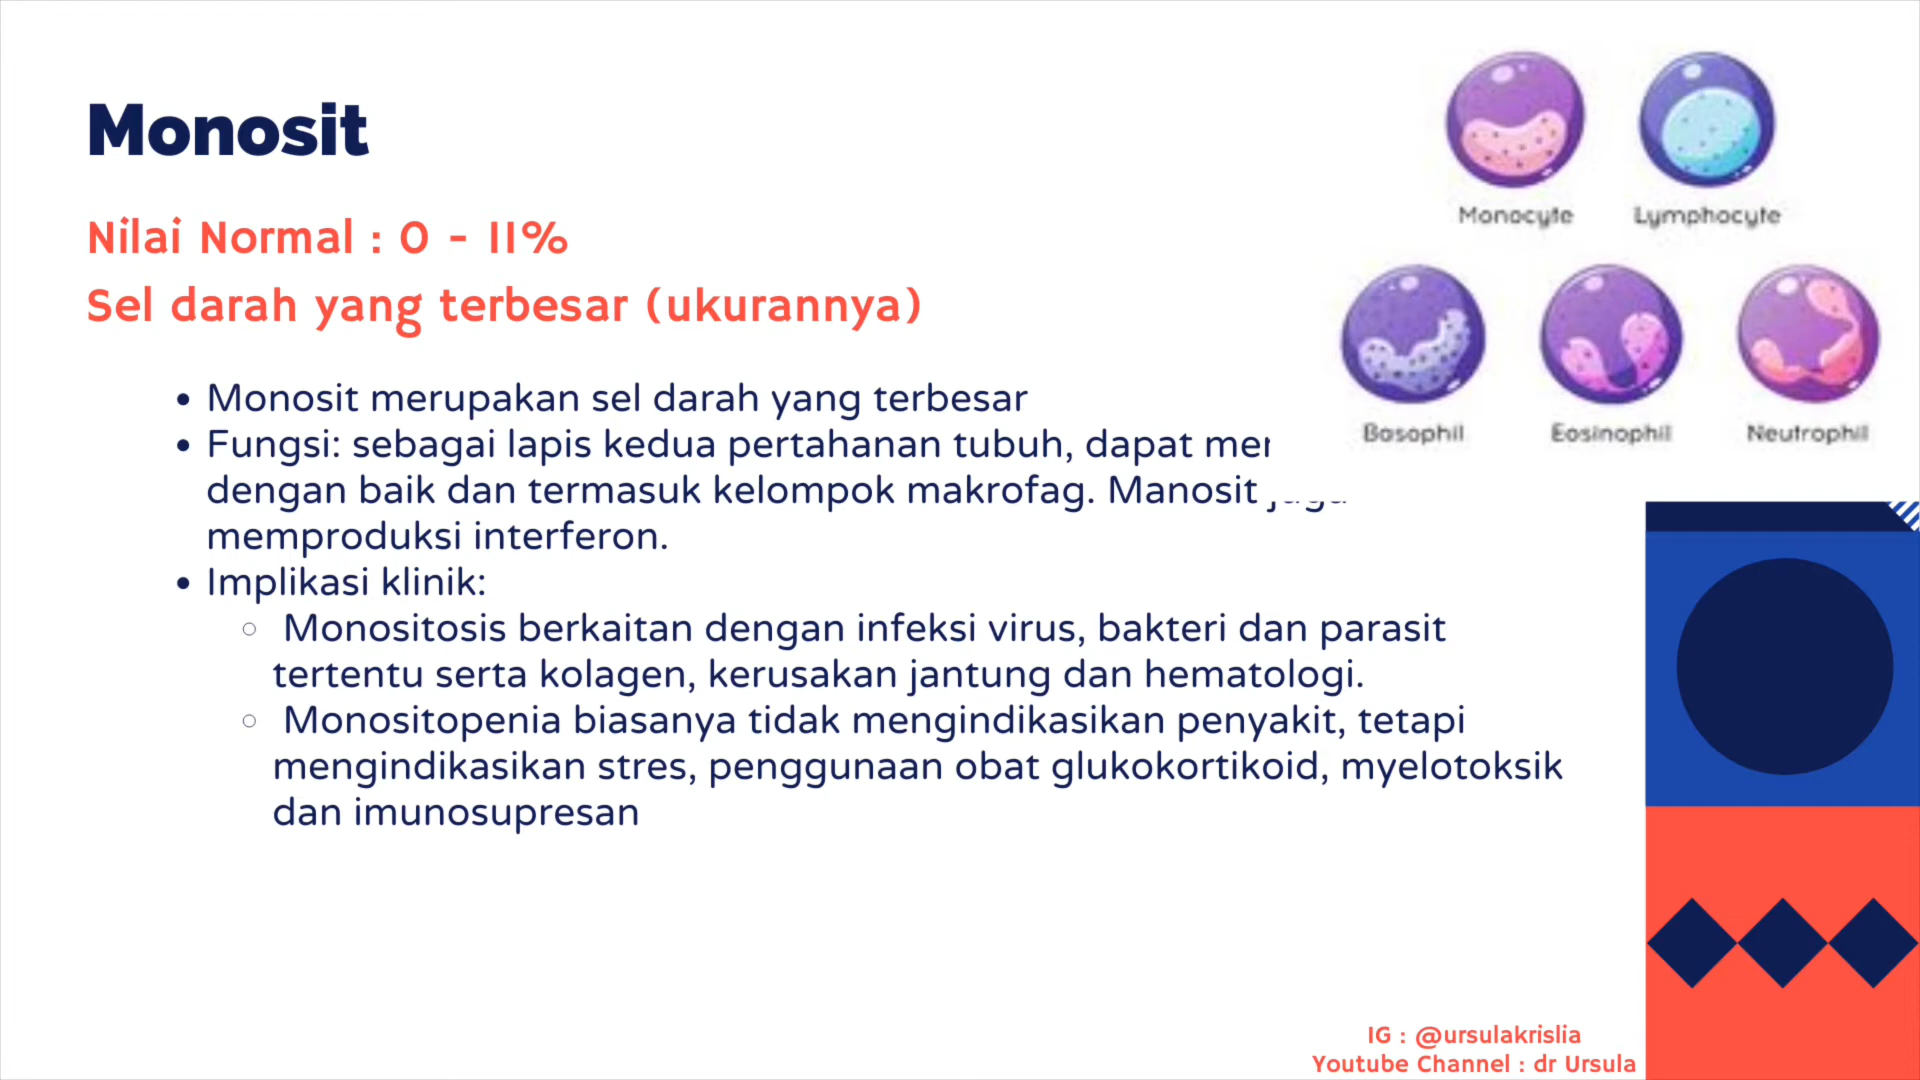 Monosit
Nilai Normal : 0 - 11%
Sel darah yang terbesar (ukurannya)
Monocyte
Lymphocyte
Basophil
Eosinophil
Neutrophil
• Monosit merupakan sel darah yang terbesar
• Fungsi: sebagai lapis kedua pertahanan tubuh, dapat
dengan baik dan termasuk kelompok makrofag. Manosit
memproduksi interferon.
• Implikasi klinik:
○ Monositosis berkaitan dengan infeksi virus, bakteri dan parasit
tertentu serta kolagen, kerusakan jantung dan hematologi.
○ Monositopenia biasanya tidak mengindikasikan penyakit, tetapi
mengindikasikan stres, penggunaan obat glukokortikoid, myelotoksik
dan imunosupresan
IG : @ursulakrislia
Youtube Channel : dr Ursula